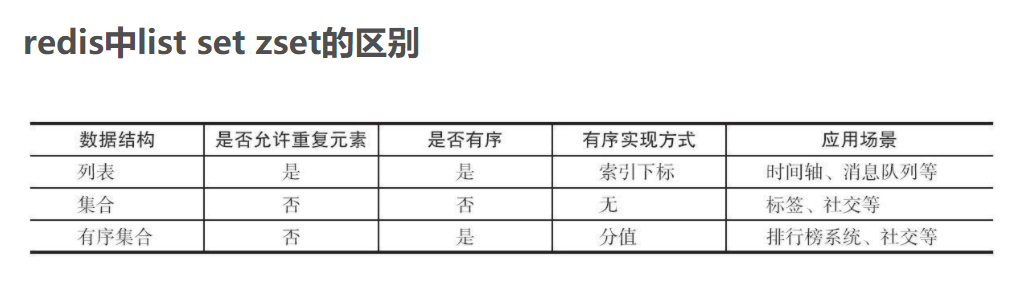 redis中list set zset的区别
数据结构 是否允许重复元素 是否有序 有序实现方式 应用场景
列表 是 是 索引下标 时间轴、消息队列等
集合 否 否 无 标签、社交等
有序集合 否 是 分值 排行榜系统、社交等